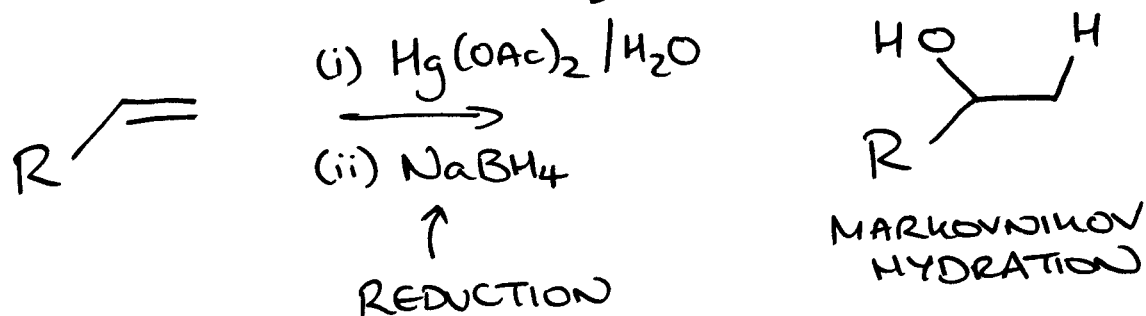 (i) Hg(OAc)₂/H₂O
(ii) NaBH₄
REDUCTION
R
HO
H
R
MARKOVNIKOV
HYDRATION